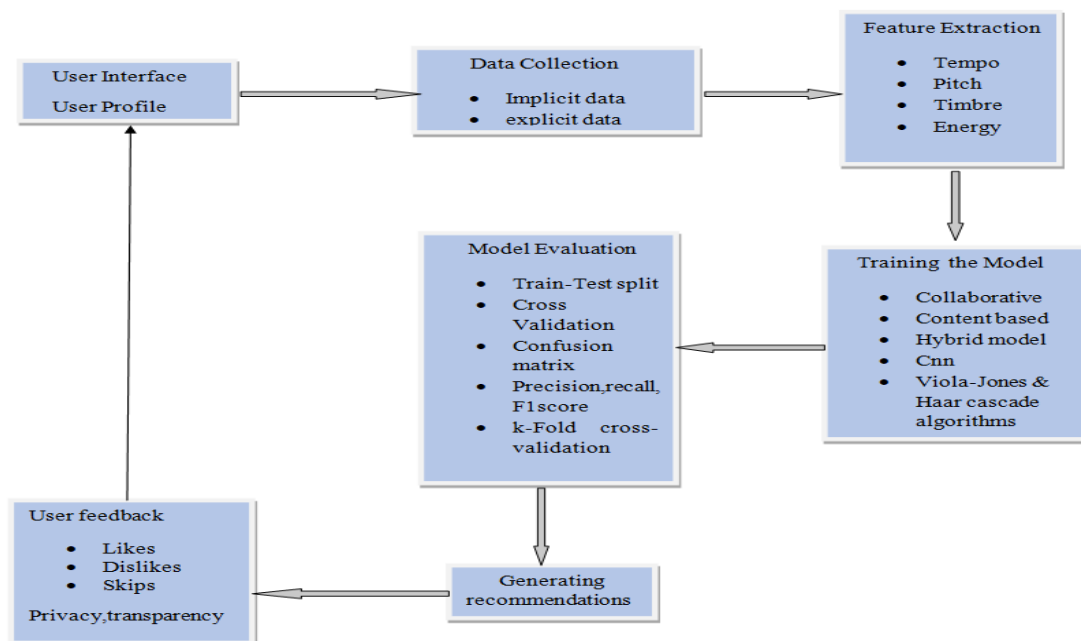 User Interface
User Profile
Data Collection
• Implicit data
• explicit data
Feature Extraction
• Tempo
• Pitch
• Timbre
• Energy
Training the Model
• Collaborative
• Content based
• Hybrid model
• Cnn
• Viola-Jones &
Haar cascade
algorithms
Model Evaluation
• Train-Test split
• Cross
Validation
• Confusion
matrix
• Precision,recall,
F1score
• k-Fold cross-
validation
Generating
recommendations
User feedback
• Likes
• Dislikes
• Skips
Privacy,transparency